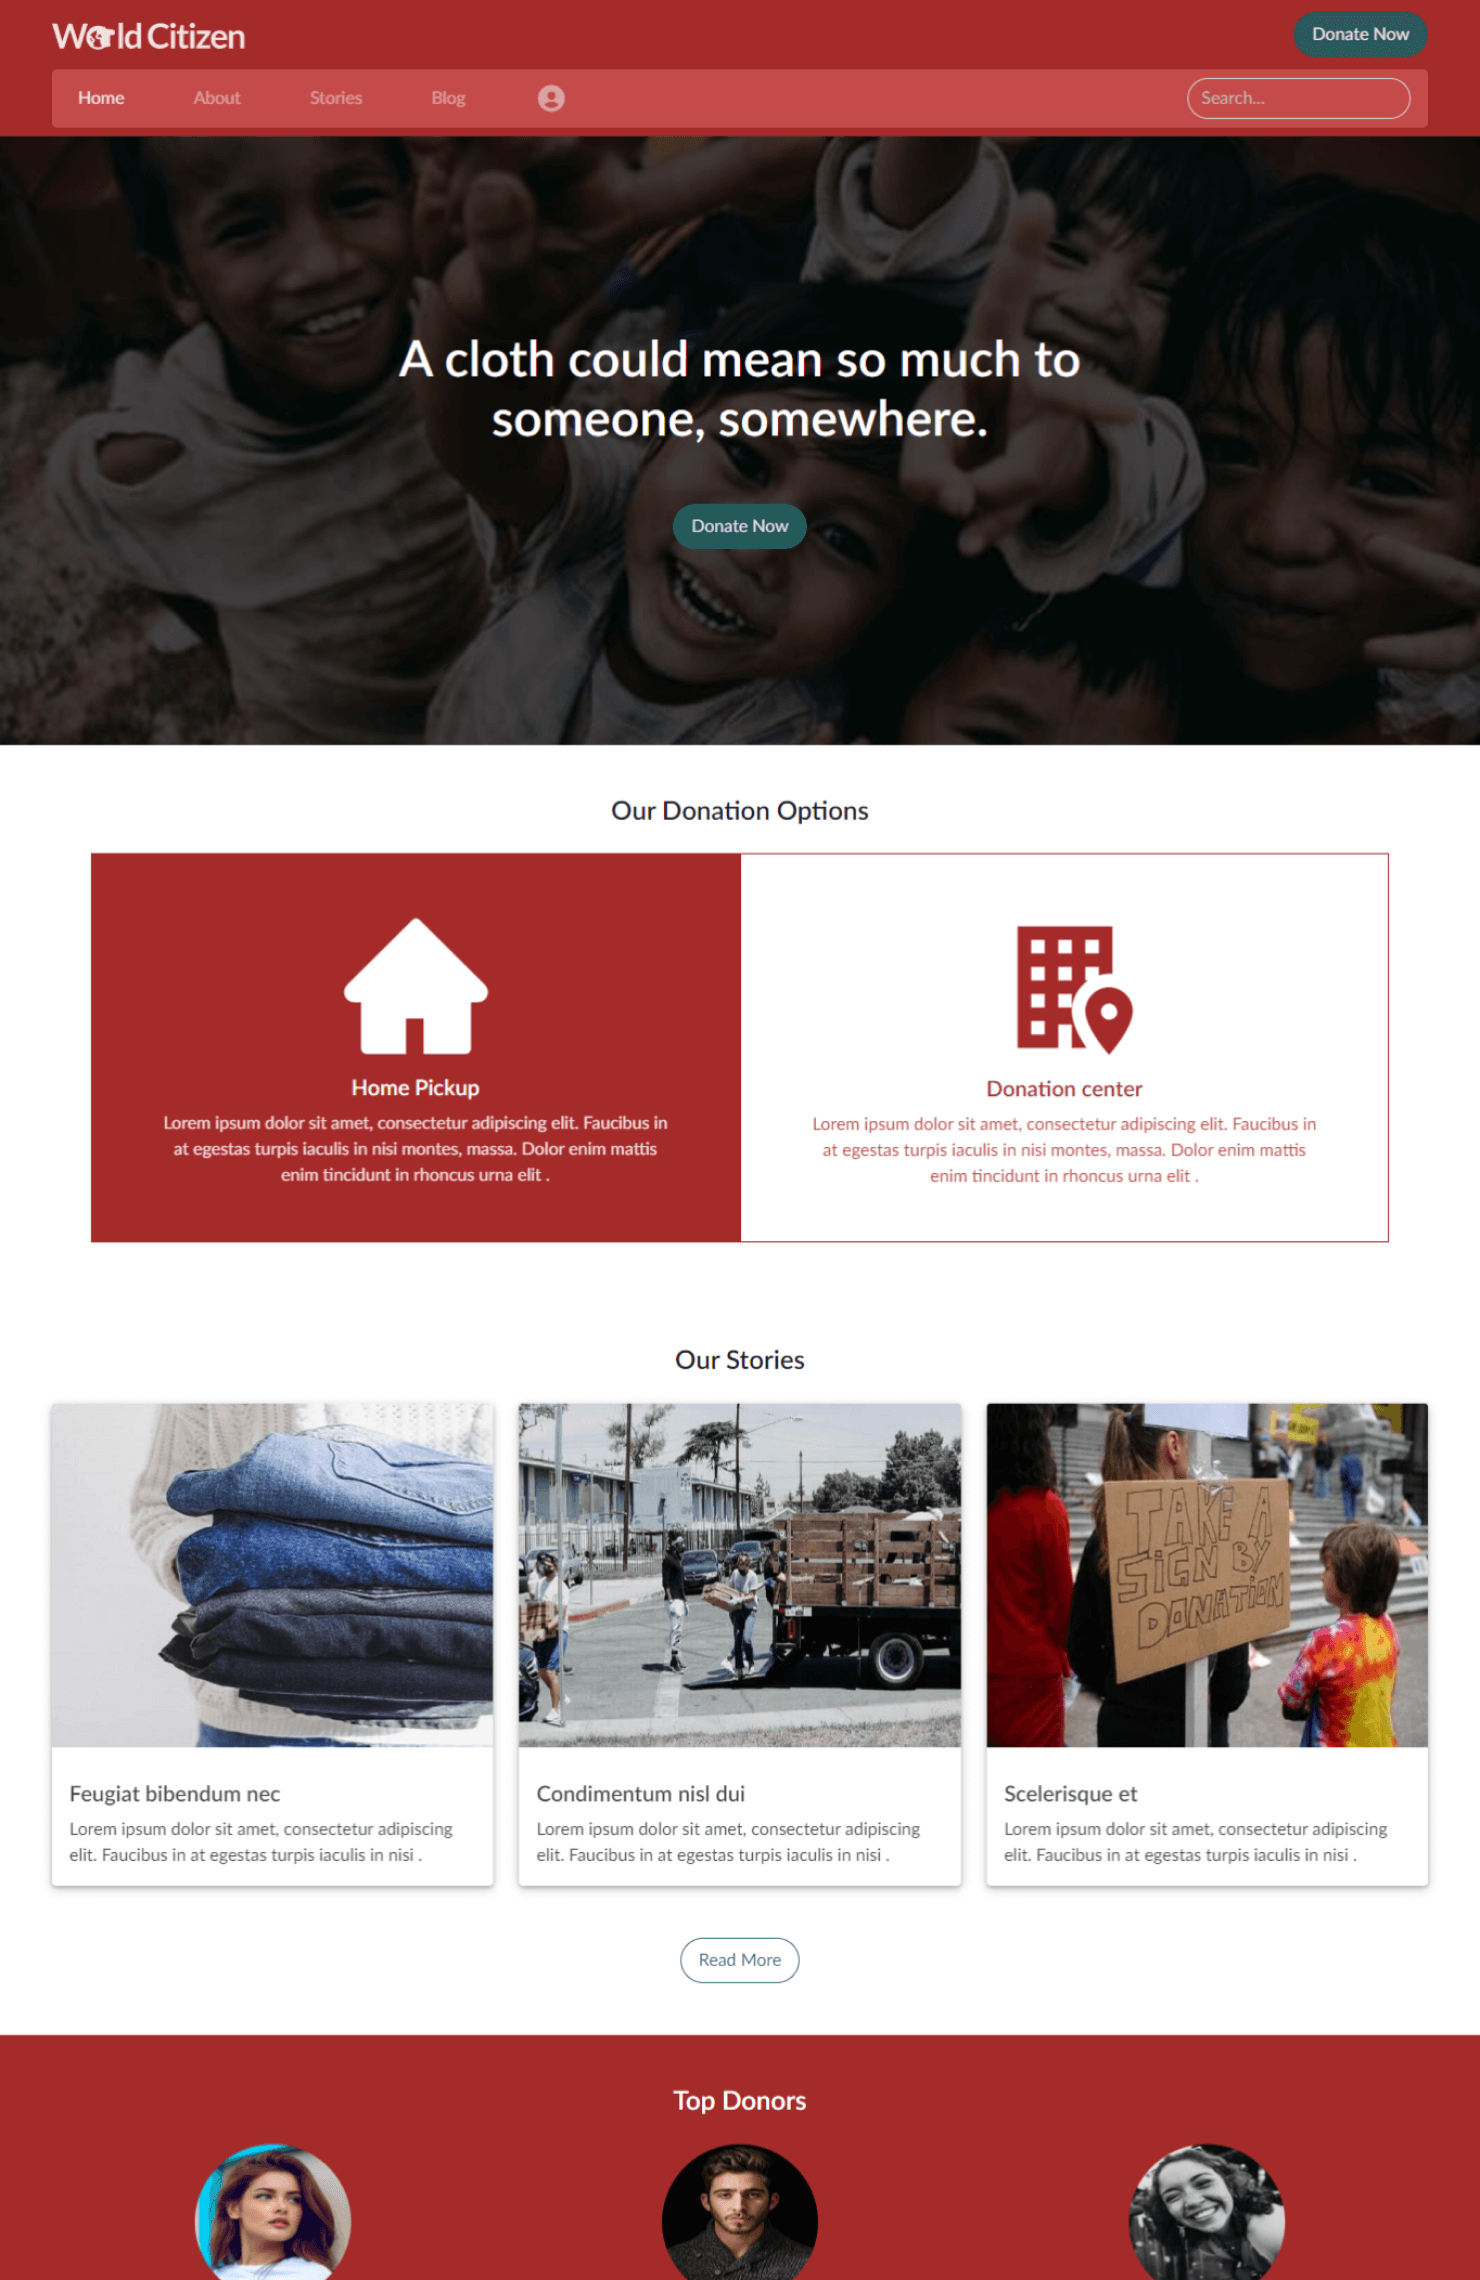 World Citizen
Donate Now
Home
About
Stories
Blog
Search...
A cloth could mean so much to
someone, somewhere.
Donate Now
Our Donation Options
Home Pickup
Lorem ipsum dolor sit amet, consectetur adipiscing elit. Faucibus in
at egestas turpis iaculis in nisi montes, massa. Dolor enim mattis
enim tincidunt in rhoncus urna elit .
Donation center
Lorem ipsum dolor sit amet, consectetur adipiscing elit. Faucibus in
at egestas turpis iaculis in nisi montes, massa. Dolor enim mattis
enim tincidunt in rhoncus urna elit .
Our Stories
TAKE A
SIGN BY
DONATION
Feugiat bibendum nec
Lorem ipsum dolor sit amet, consectetur adipiscing
elit. Faucibus in at egestas turpis iaculis in nisi .
Condimentum nisl dui
Lorem ipsum dolor sit amet, consectetur adipiscing
elit. Faucibus in at egestas turpis iaculis in nisi .
Scelerisque et
Lorem ipsum dolor sit amet, consectetur adipiscing
elit. Faucibus in at egestas turpis iaculis in nisi .
Read More
Top Donors